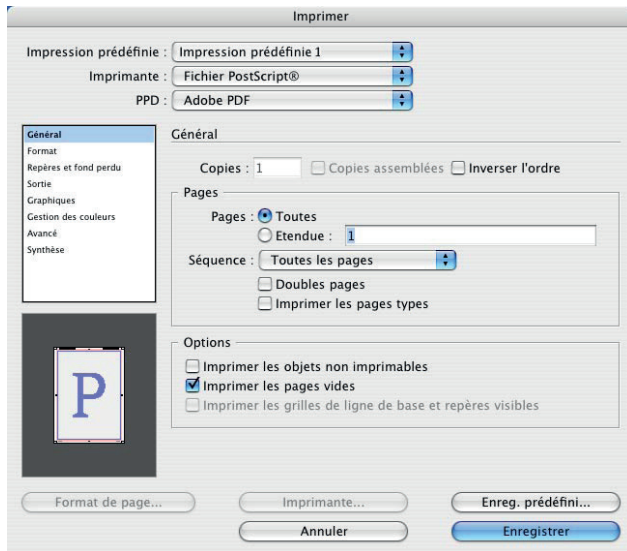 Imprimer
Impression prédéfinie : Impression prédéfinie 1
Imprimante : Fichier PostScript®
PPD : Adobe PDF
Général
Format
Repères et fond perdu
Sortie
Graphiques
Gestion des couleurs
Avancé
Synthèse
Général
Copies : 1 Copies assemblées Inverser l'ordre
Pages
Pages : Toutes
Etendue : 1
Séquence : Toutes les pages
Doubles pages
Imprimer les pages types
Options
Imprimer les objets non imprimables
Imprimer les pages vides
Imprimer les grilles de ligne de base et repères visibles
P
Format de page... Imprimante... Enreg. prédéfini...
Annuler Enregistrer